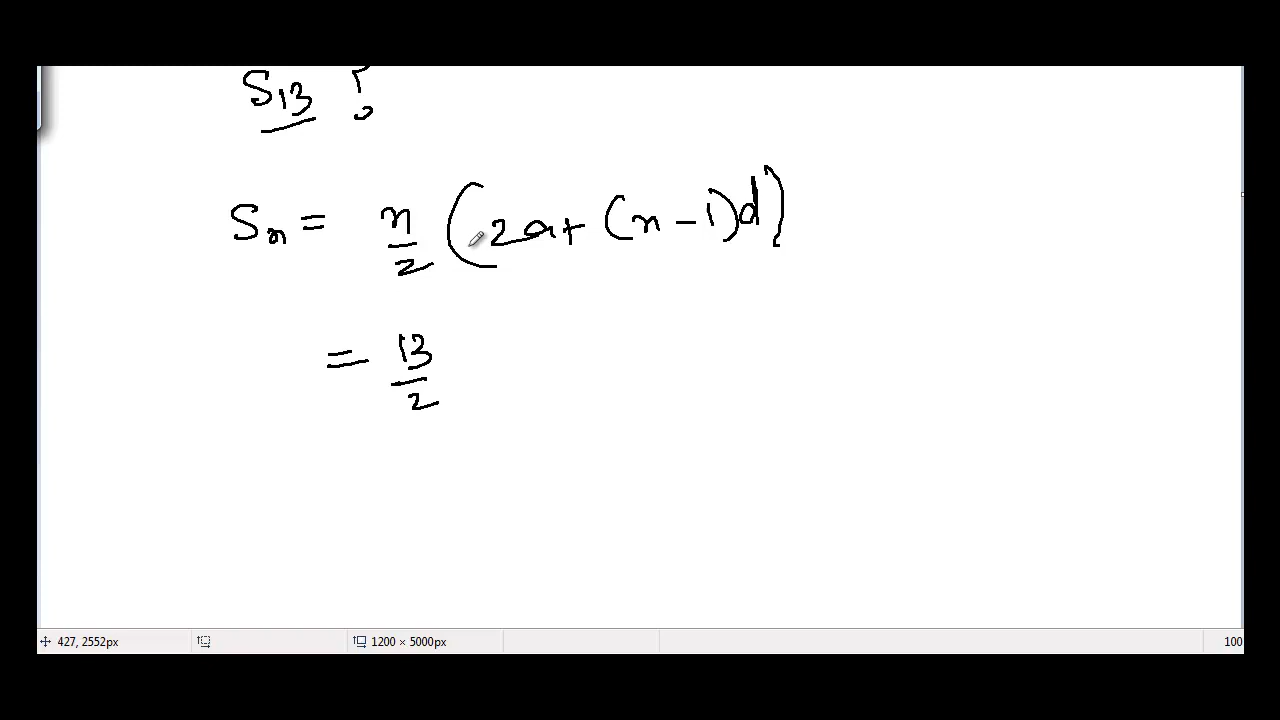 S₁₃ ?
Sₙ = n/2 (2a + (n - 1)d)
= 13/2
427, 2552px 1200 × 5000px 100